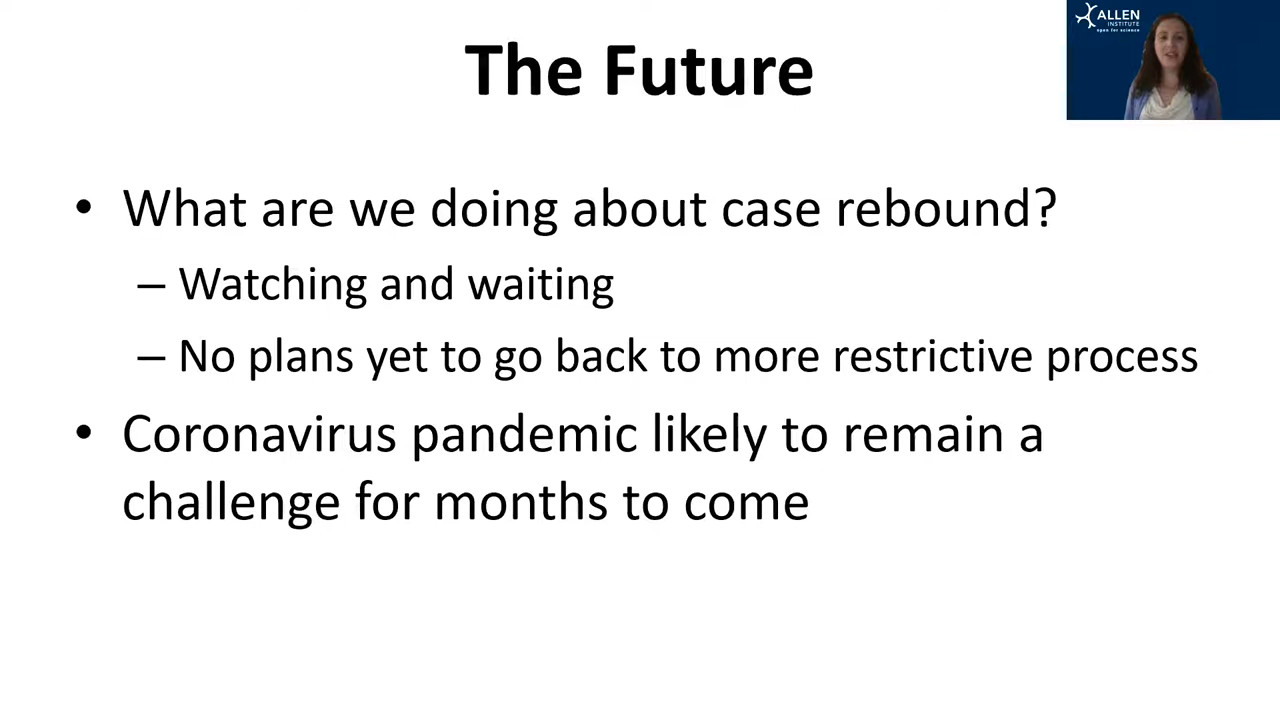 The Future
ALLEN
INSTITUTE
open for science
• What are we doing about case rebound?
– Watching and waiting
– No plans yet to go back to more restrictive process
• Coronavirus pandemic likely to remain a
challenge for months to come